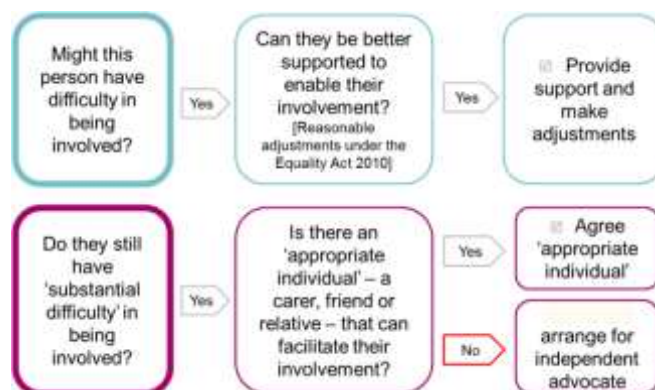 Might this
person have
difficulty in
being
involved?
Yes
Can they be better
supported to
enable their
involvement?
[Reasonable
adjustments under the
Equality Act 2010]
Yes
☑ Provide
support and
make
adjustments
Do they still
have
‘substantial
difficulty’ in
being
involved?
Yes
Is there an
‘appropriate
individual’ – a
carer, friend or
relative – that can
facilitate their
involvement?
Yes
☑ Agree
‘appropriate
individual’
No
arrange for
independent
advocate